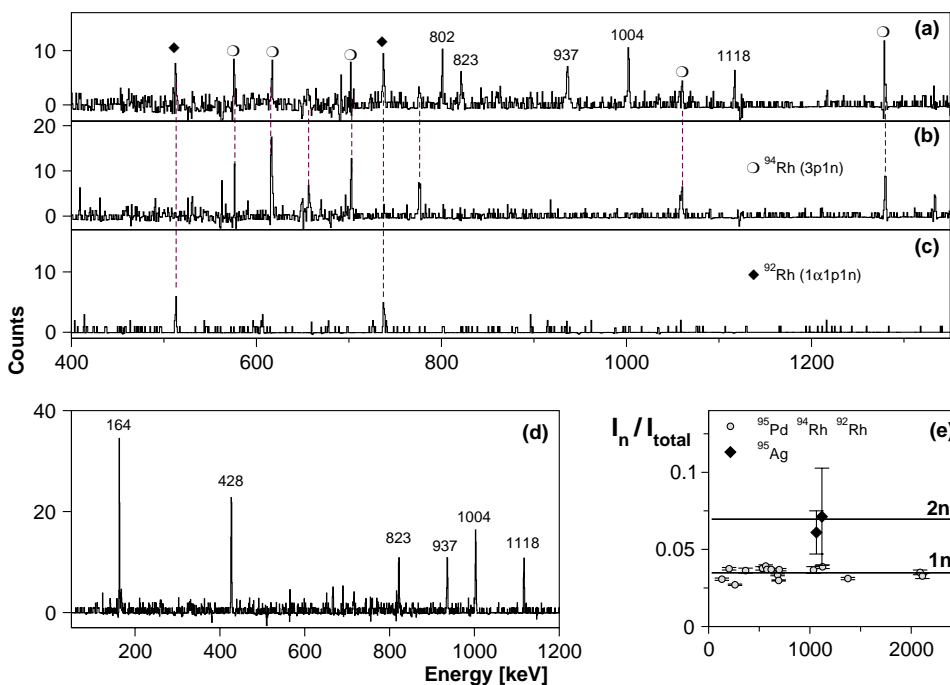 (a)
10
0
802
823
937
1004
1118
(b)
20
10
0
⁹⁴Rh (3p1n)
(c)
10
0
⁹²Rh (1α1p1n)
400 600 800 1000 1200
Counts
(d)
40
20
0
164
428
823
937
1004
1118
200 400 600 800 1000 1200
Energy [keV]
Iₙ / I_total
(e)
⁹⁵Pd ⁹⁴Rh ⁹²Rh
⁹⁵Ag
0.1
2n
0.05
1n
0
0 1000 2000